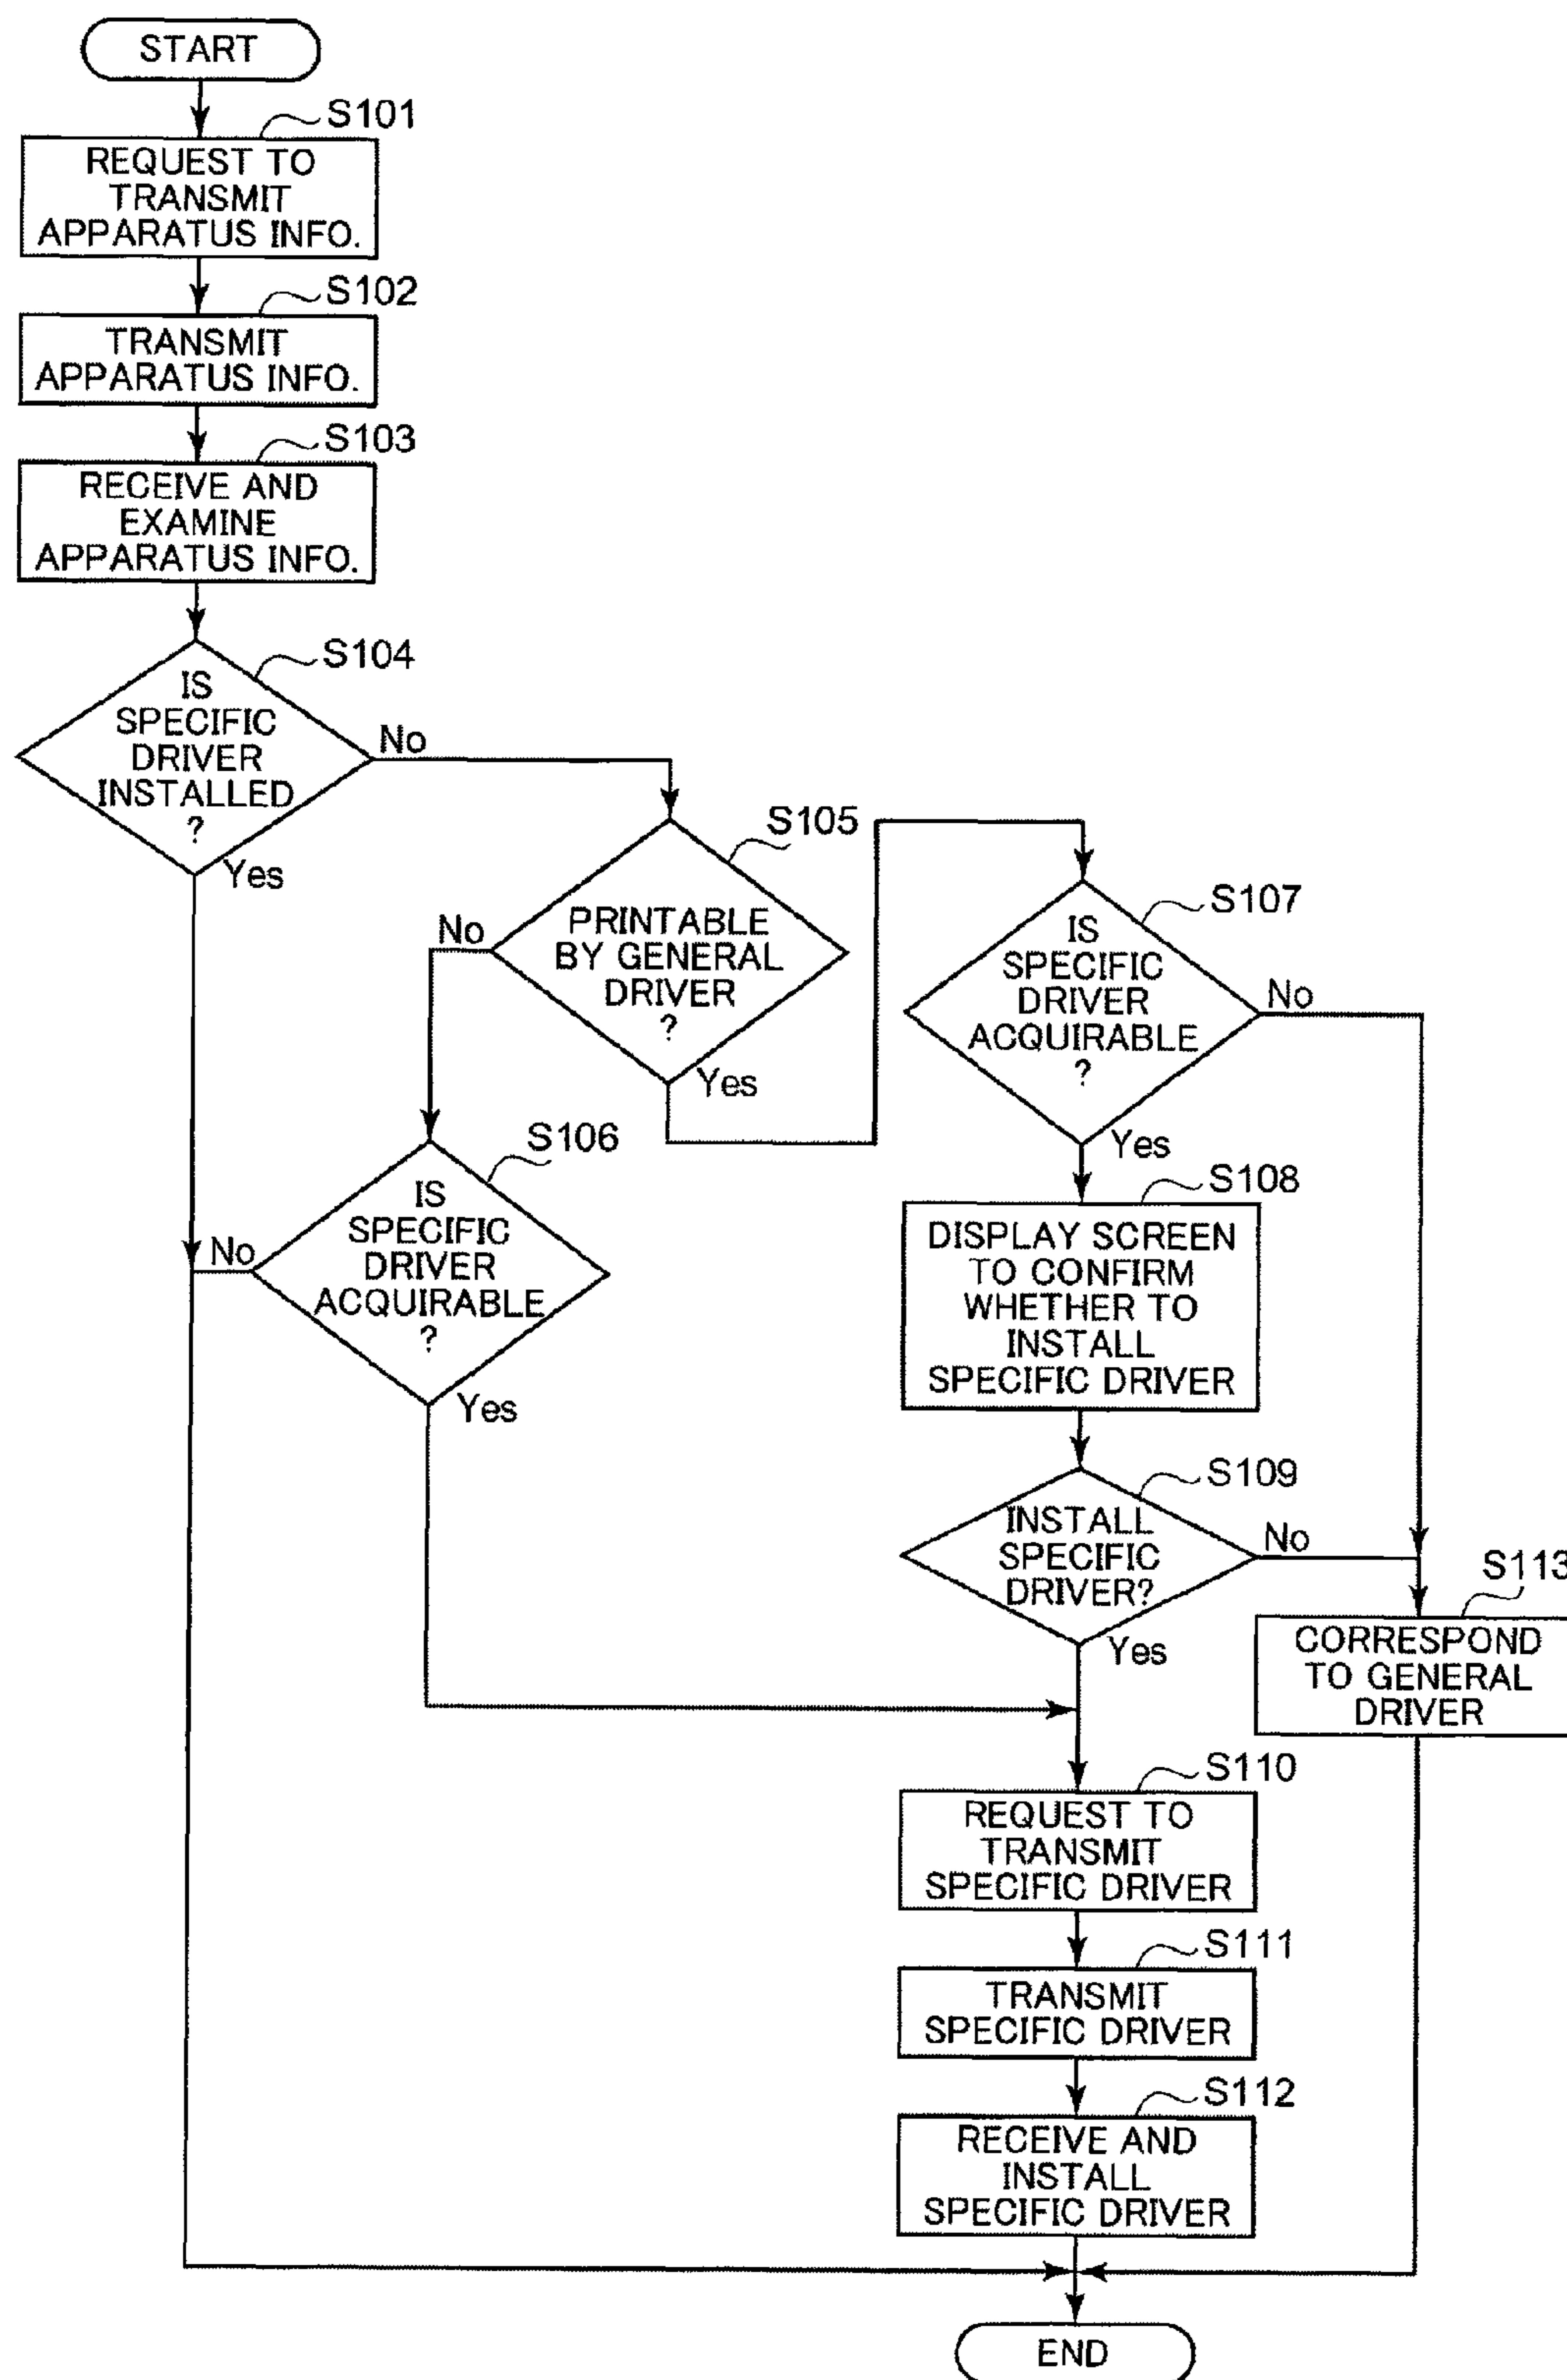 START
S101
REQUEST TO
TRANSMIT
APPARATUS INFO.
S102
TRANSMIT
APPARATUS INFO.
S103
RECEIVE AND
EXAMINE
APPARATUS INFO.
S104
IS
SPECIFIC
DRIVER
INSTALLED
?
No
Yes
S105
PRINTABLE
BY GENERAL
DRIVER
?
No
Yes
S106
IS
SPECIFIC
DRIVER
ACQUIRABLE
?
No
Yes
S107
IS
SPECIFIC
DRIVER
ACQUIRABLE
?
No
Yes
S108
DISPLAY SCREEN
TO CONFIRM
WHETHER TO
INSTALL
SPECIFIC DRIVER
S109
INSTALL
SPECIFIC
DRIVER?
No
Yes
S113
CORRESPOND
TO GENERAL
DRIVER
S110
REQUEST TO
TRANSMIT
SPECIFIC DRIVER
S111
TRANSMIT
SPECIFIC DRIVER
S112
RECEIVE AND
INSTALL
SPECIFIC DRIVER
END